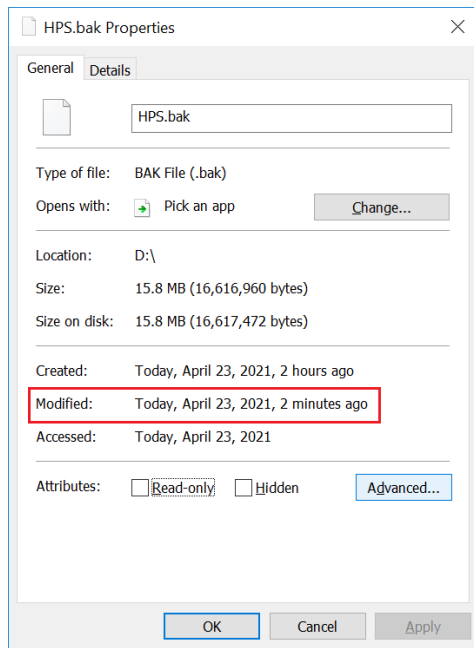 HPS.bak Properties
General Details
HPS.bak
Type of file: BAK File (.bak)
Opens with: Pick an app Change...
Location: D:\
Size: 15.8 MB (16,616,960 bytes)
Size on disk: 15.8 MB (16,617,472 bytes)
Created: Today, April 23, 2021, 2 hours ago
Modified: Today, April 23, 2021, 2 minutes ago
Accessed: Today, April 23, 2021
Attributes: Read-only Hidden Advanced...
OK Cancel Apply